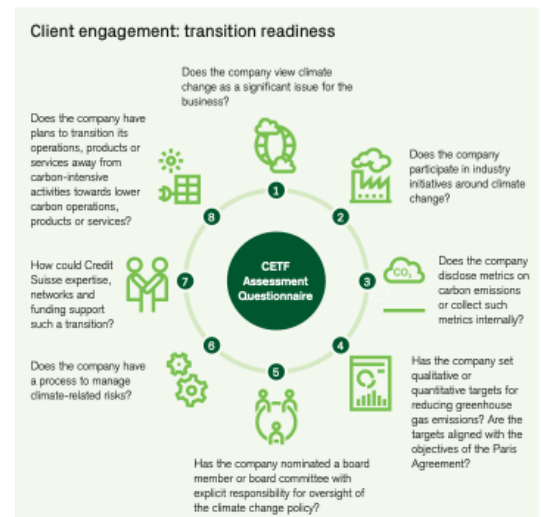 Client engagement: transition readiness
Does the company view climate
change as a significant issue for the
business?
1
Does the company
participate in industry
initiatives around climate
change?
2
CO₂
Does the company
disclose metrics on
carbon emissions
or collect such
metrics internally?
3
Has the company set
qualitative or
quantitative targets for
reducing greenhouse
gas emissions? Are the
targets aligned with the
objectives of the Paris
Agreement?
4
5
Has the company nominated a board
member or board committee with
explicit responsibility for oversight of
the climate change policy?
6
Does the company have
a process to manage
climate-related risks?
7
How could Credit
Suisse expertise,
networks and
funding support
such a transition?
8
Does the company have
plans to transition its
operations, products or
services away from
carbon-intensive
activities towards lower
carbon operations,
products or services?
CETF
Assessment
Questionnaire